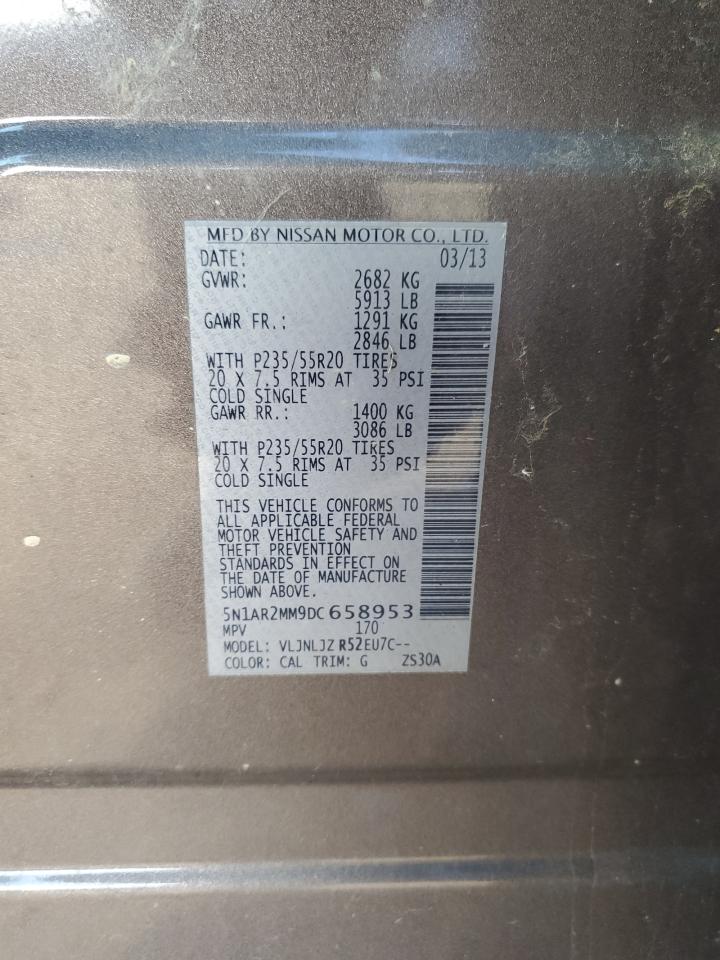 MFD BY NISSAN MOTOR CO., LTD.
DATE: 03/13
GVWR: 2682 KG
5913 LB
GAWR FR.: 1291 KG
2846 LB
WITH P235/55R20 TIRES
20 X 7.5 RIMS AT 35 PSI
COLD SINGLE
GAWR RR.: 1400 KG
3086 LB
WITH P235/55R20 TIRES
20 X 7.5 RIMS AT 35 PSI
COLD SINGLE
THIS VEHICLE CONFORMS TO
ALL APPLICABLE FEDERAL
MOTOR VEHICLE SAFETY AND
THEFT PREVENTION
STANDARDS IN EFFECT ON
THE DATE OF MANUFACTURE
SHOWN ABOVE.
5N1AR2MM9DC658953
MPV 170
MODEL: VLJNLJZ R52EU7C--
COLOR: CAL TRIM: G ZS30A